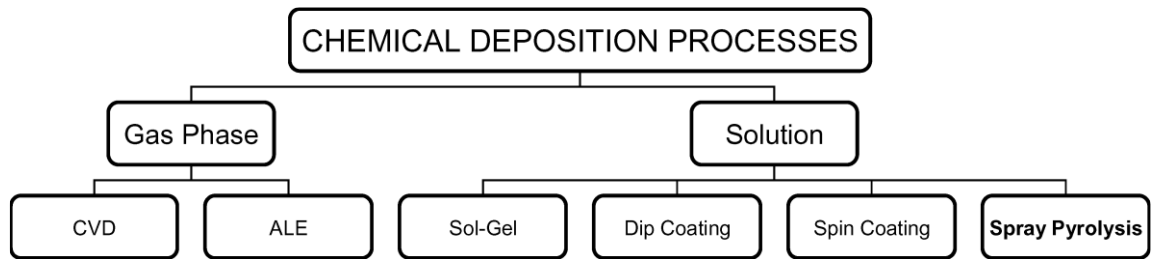 CHEMICAL DEPOSITION PROCESSES
Gas Phase
Solution
CVD
ALE
Sol-Gel
Dip Coating
Spin Coating
Spray Pyrolysis